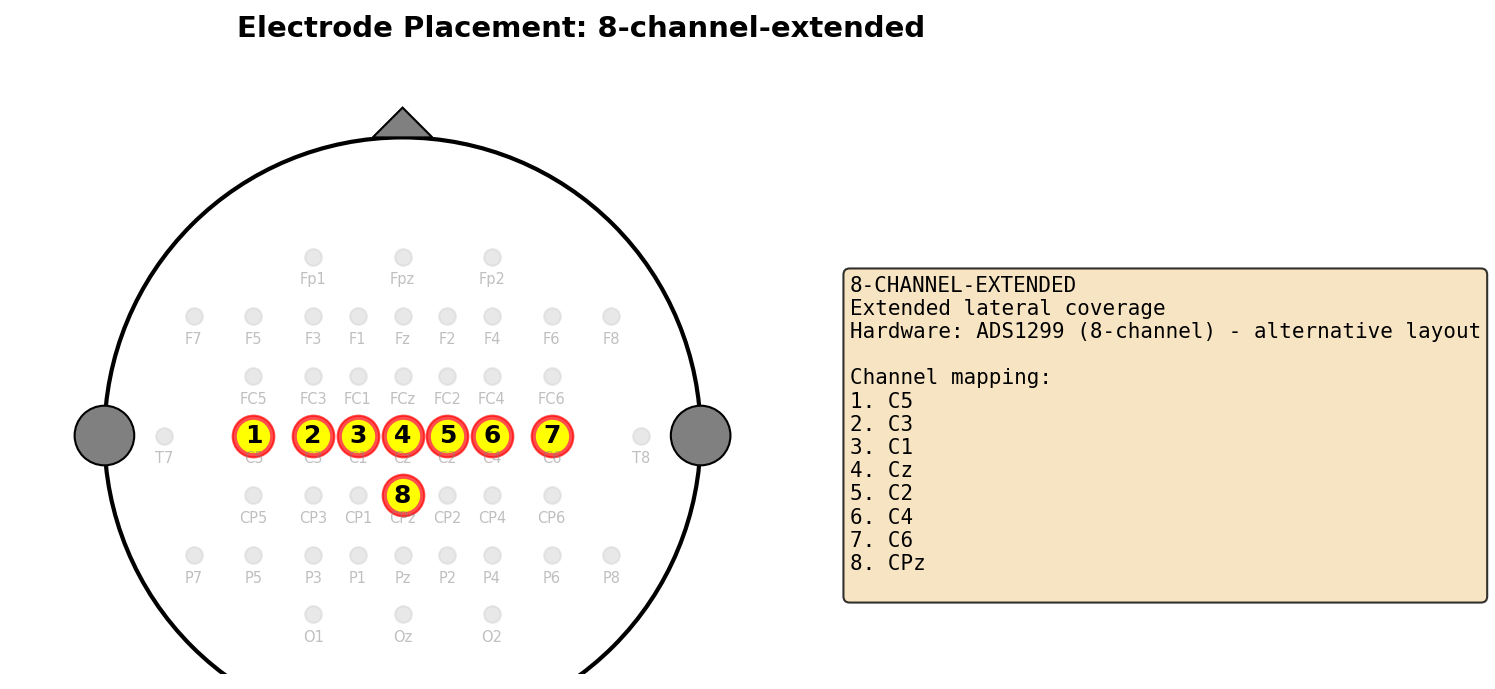 Electrode Placement: 8-channel-extended
Fp1 Fpz Fp2
F7 F5 F3 F1 Fz F2 F4 F6 F8
FC5 FC3 FC1 FCz FC2 FC4 FC6
1 2 3 4 5 6 7
T7 C5 C3 C1 Cz C2 C4 C6 T8
8
CP5 CP3 CP1 CPz CP2 CP4 CP6
P7 P5 P3 P1 Pz P2 P4 P6 P8
O1 Oz O2
8-CHANNEL-EXTENDED
Extended lateral coverage
Hardware: ADS1299 (8-channel) - alternative layout
Channel mapping:
1. C5
2. C3
3. C1
4. Cz
5. C2
6. C4
7. C6
8. CPz